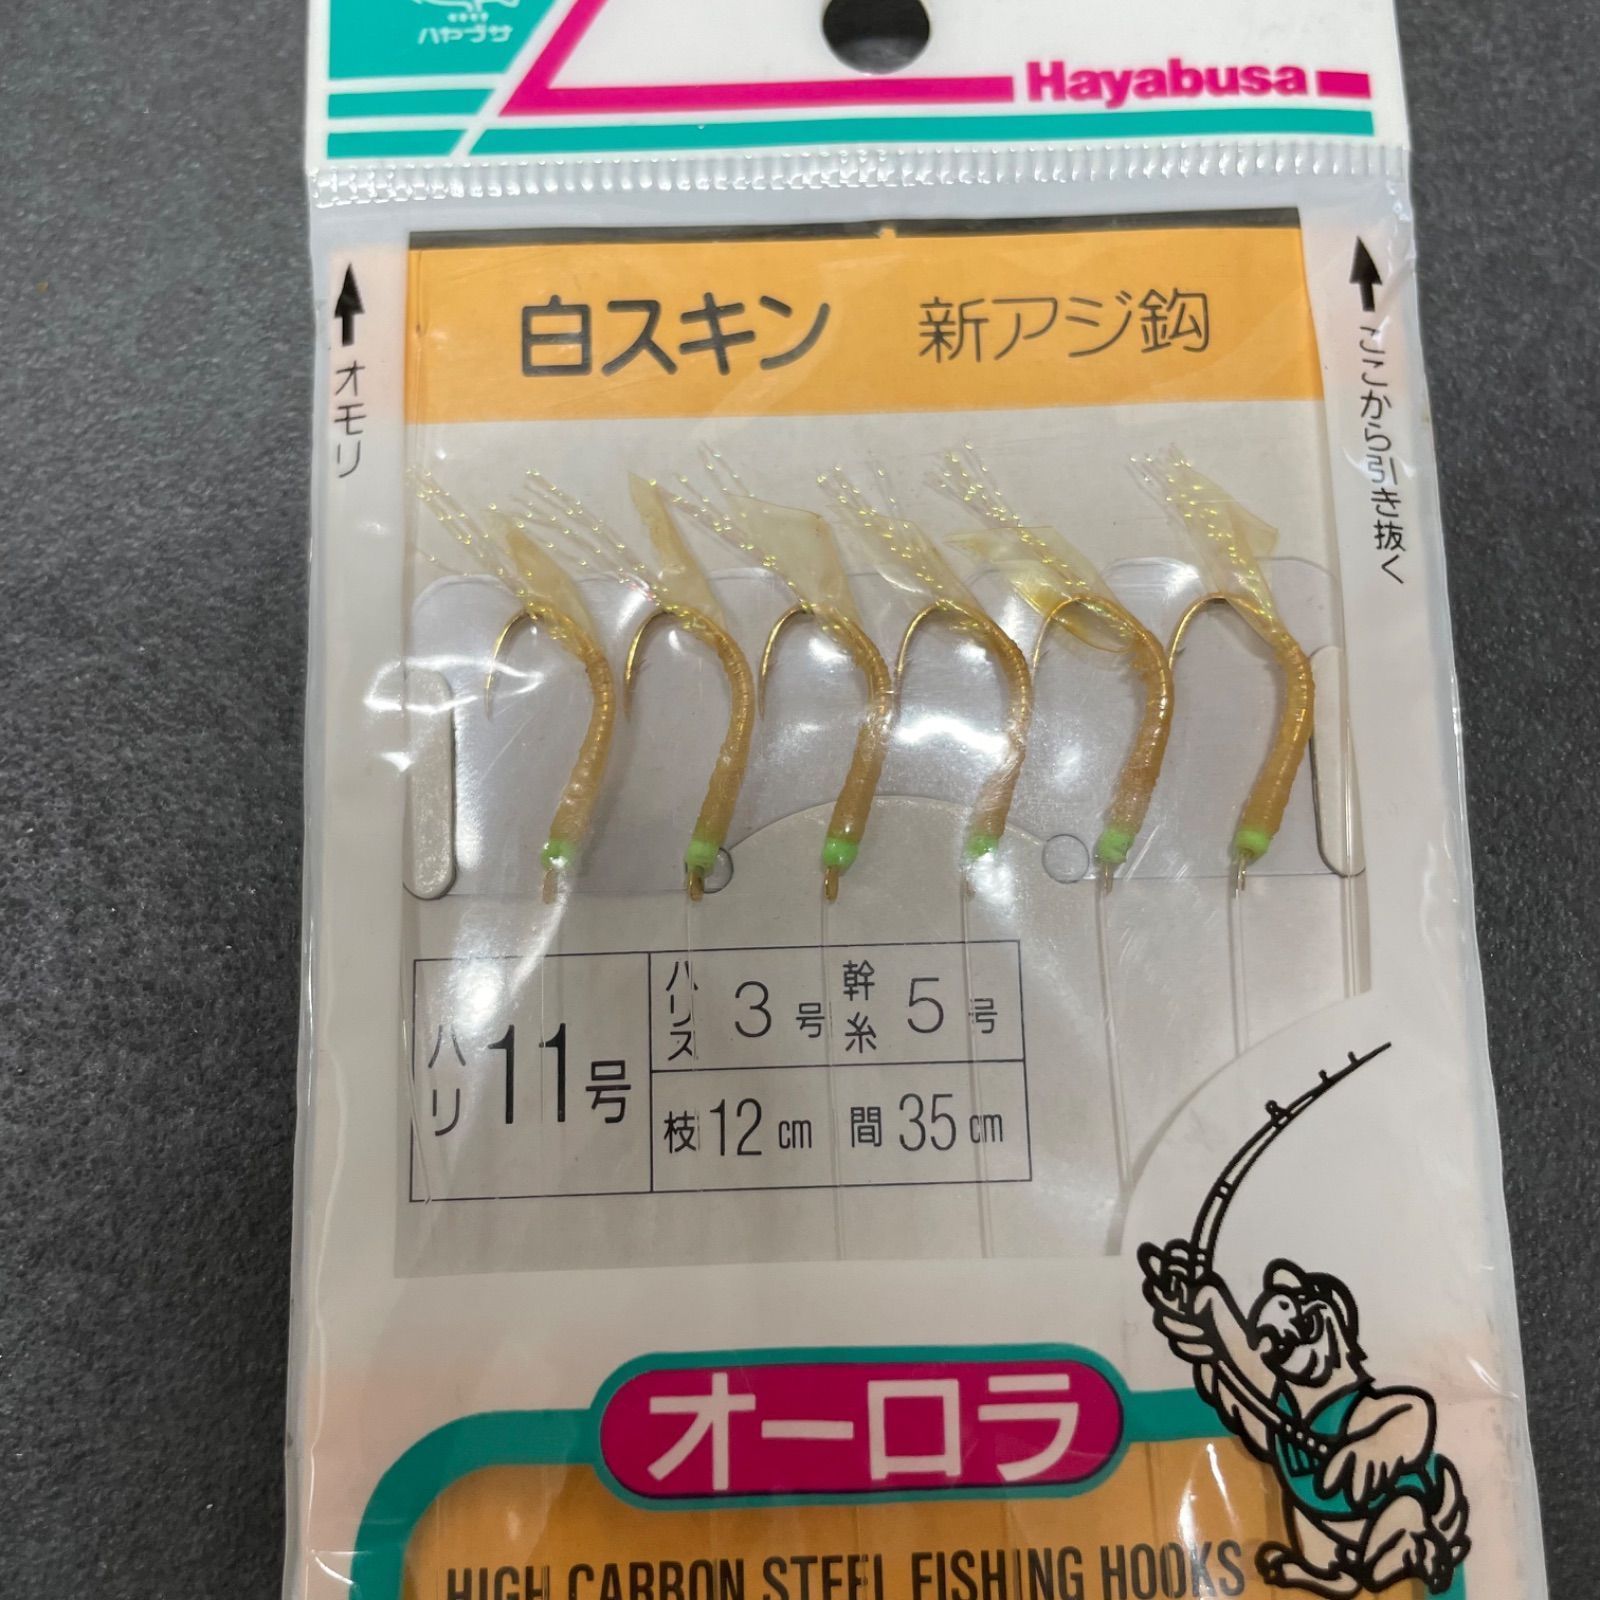 ハヤブサ
Hayabusa
白スキン 新アジ鈎
オモリ
ここから引き抜く
ハリ 11号
ハリス 3号 幹糸 5号
枝12cm 間35cm
オーロラ
HIGH CARBON STEEL FISHING HOOKS